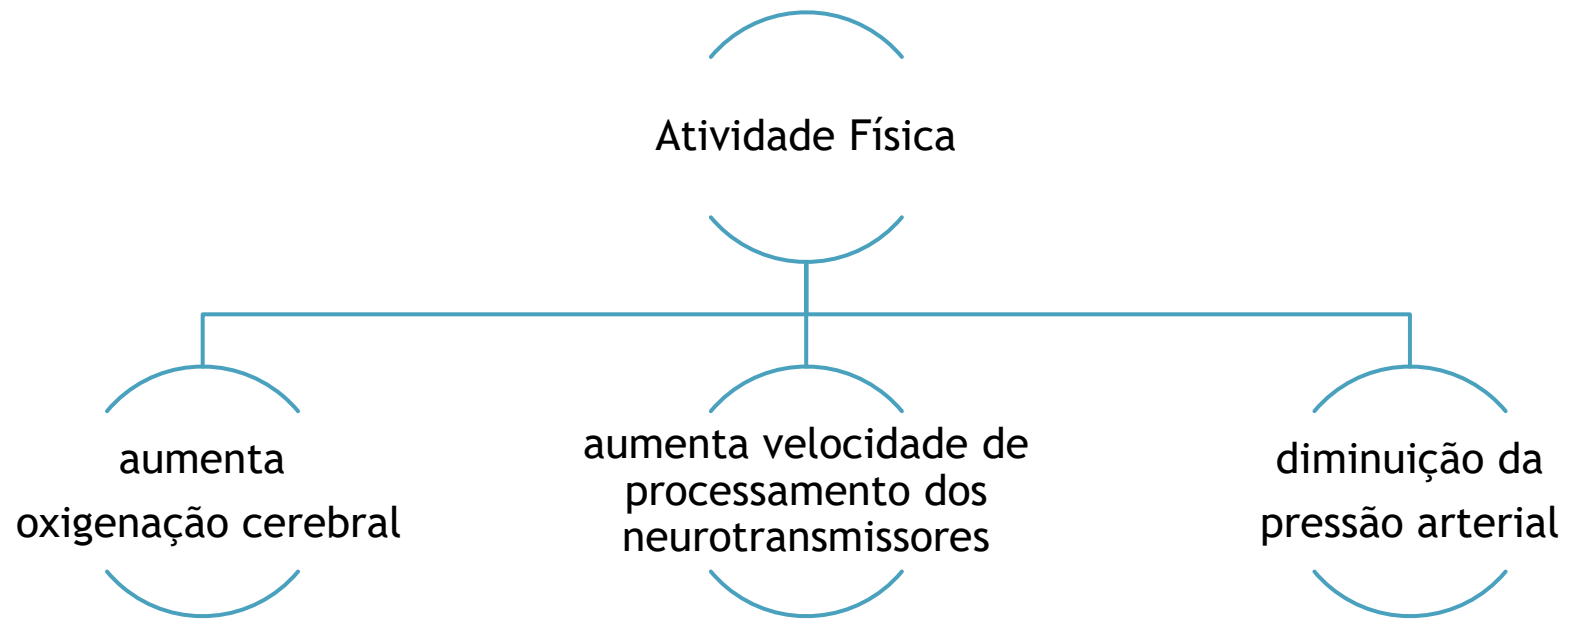 Atividade Física
aumenta
oxigenação cerebral
aumenta velocidade de
processamento dos
neurotransmissores
diminuição da
pressão arterial